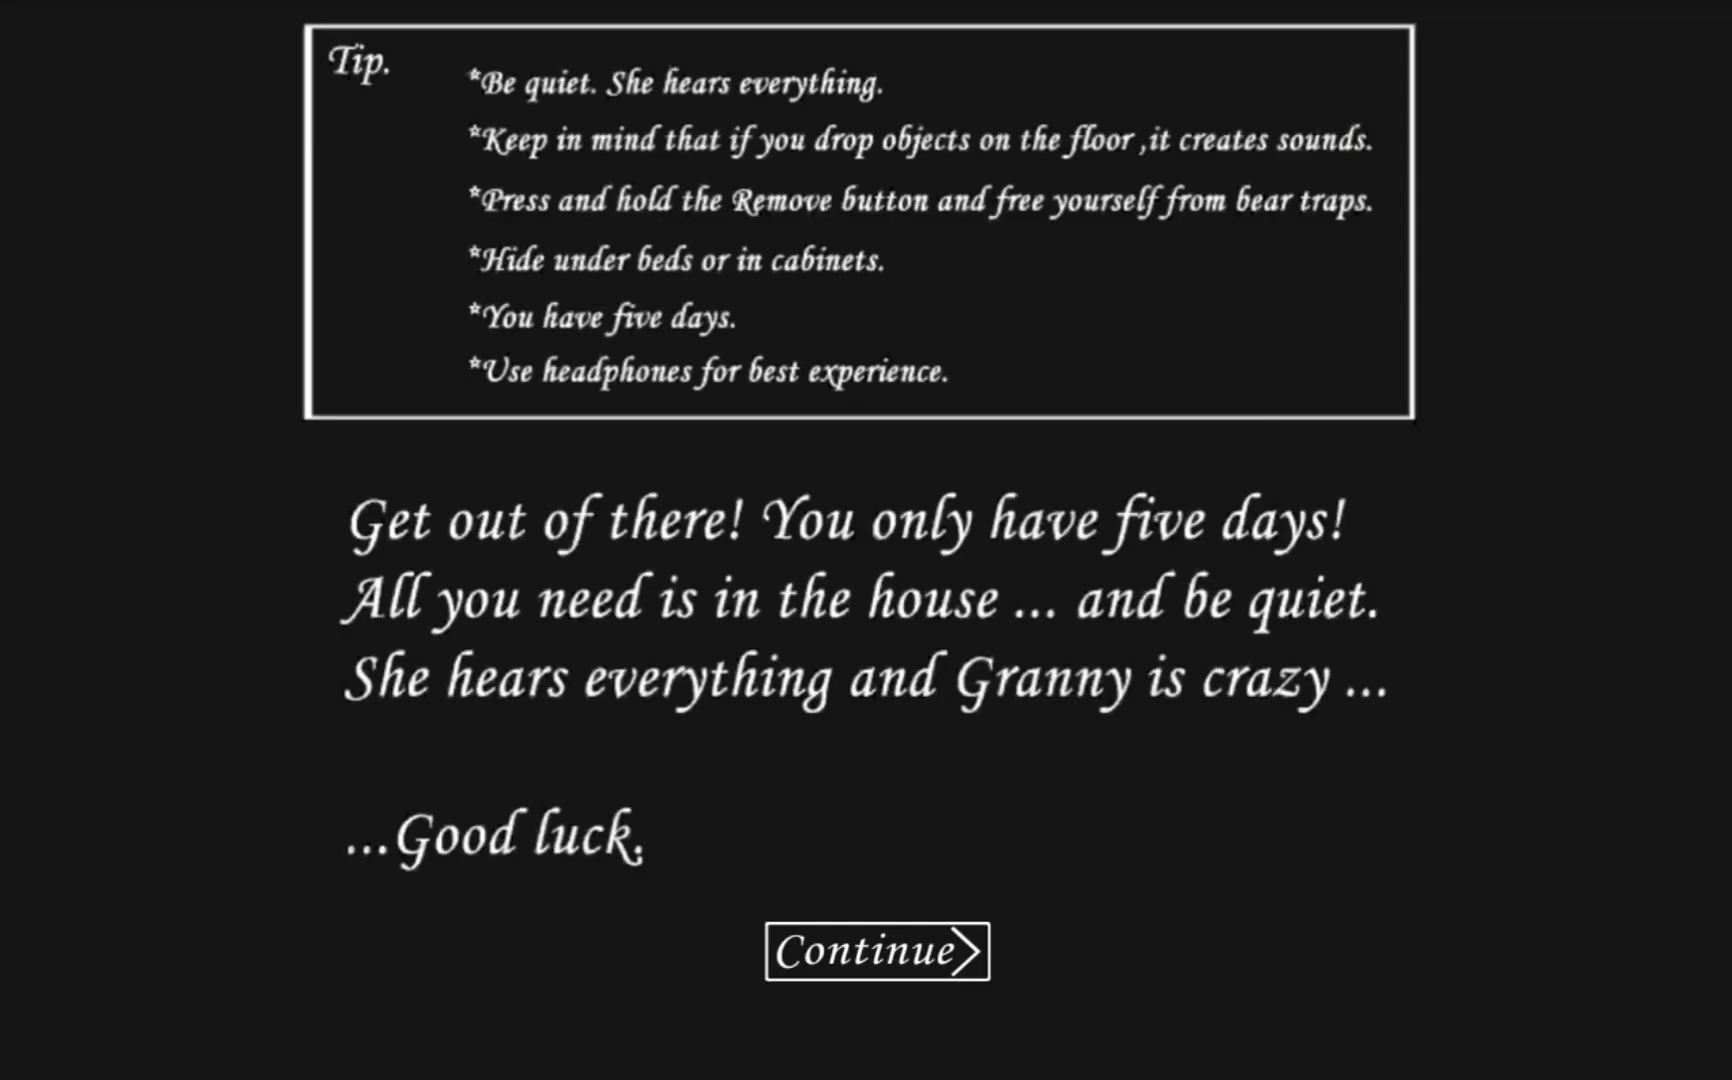 Tip.
*Be quiet. She hears everything.
*Keep in mind that if you drop objects on the floor ,it creates sounds.
*Press and hold the Remove button and free yourself from bear traps.
*Hide under beds or in cabinets.
*You have five days.
*Use headphones for best experience.
Get out of there! You only have five days!
All you need is in the house ... and be quiet.
She hears everything and Granny is crazy ...
...Good luck.
Continue>